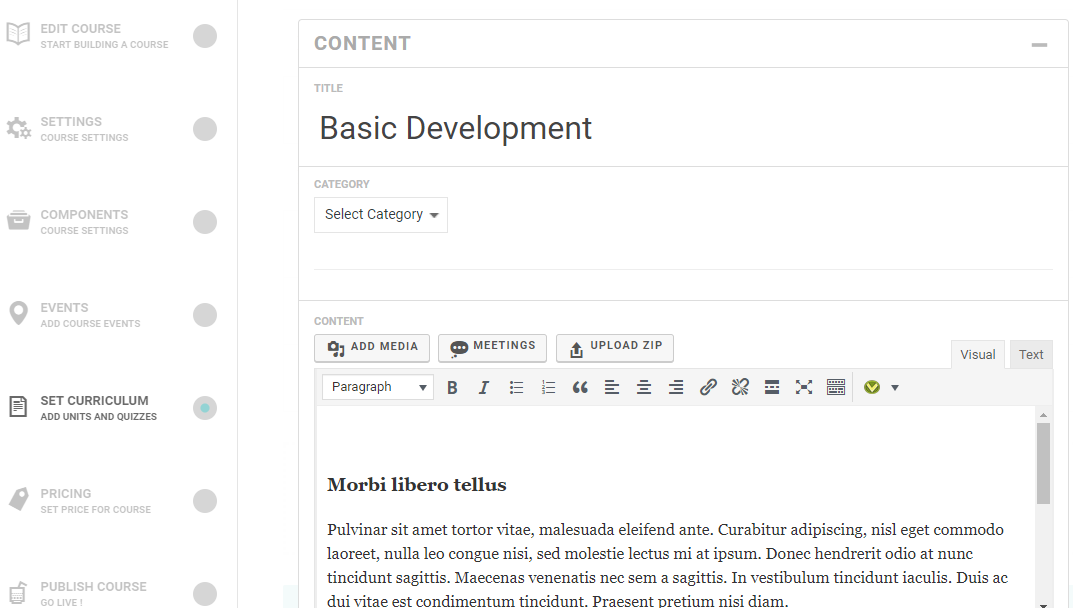 EDIT COURSE
START BUILDING A COURSE
SETTINGS
COURSE SETTINGS
COMPONENTS
COURSE SETTINGS
EVENTS
ADD COURSE EVENTS
SET CURRICULUM
ADD UNITS AND QUIZZES
PRICING
SET PRICE FOR COURSE
PUBLISH COURSE
GO LIVE !
CONTENT
TITLE
Basic Development
CATEGORY
Select Category
CONTENT
ADD MEDIA MEETINGS UPLOAD ZIP
Visual Text
Paragraph B I
Morbi libero tellus
Pulvinar sit amet tortor vitae, malesuada eleifend ante. Curabitur adipiscing, nisl eget commodo
laoreet, nulla leo congue nisi, sed molestie lectus mi at ipsum. Donec hendrerit odio at nunc
tincidunt sagittis. Maecenas venenatis nec sem a sagittis. In vestibulum tincidunt iaculis. Duis ac
dui vitae est condimentum tincidunt. Praesent pretium nisi diam.